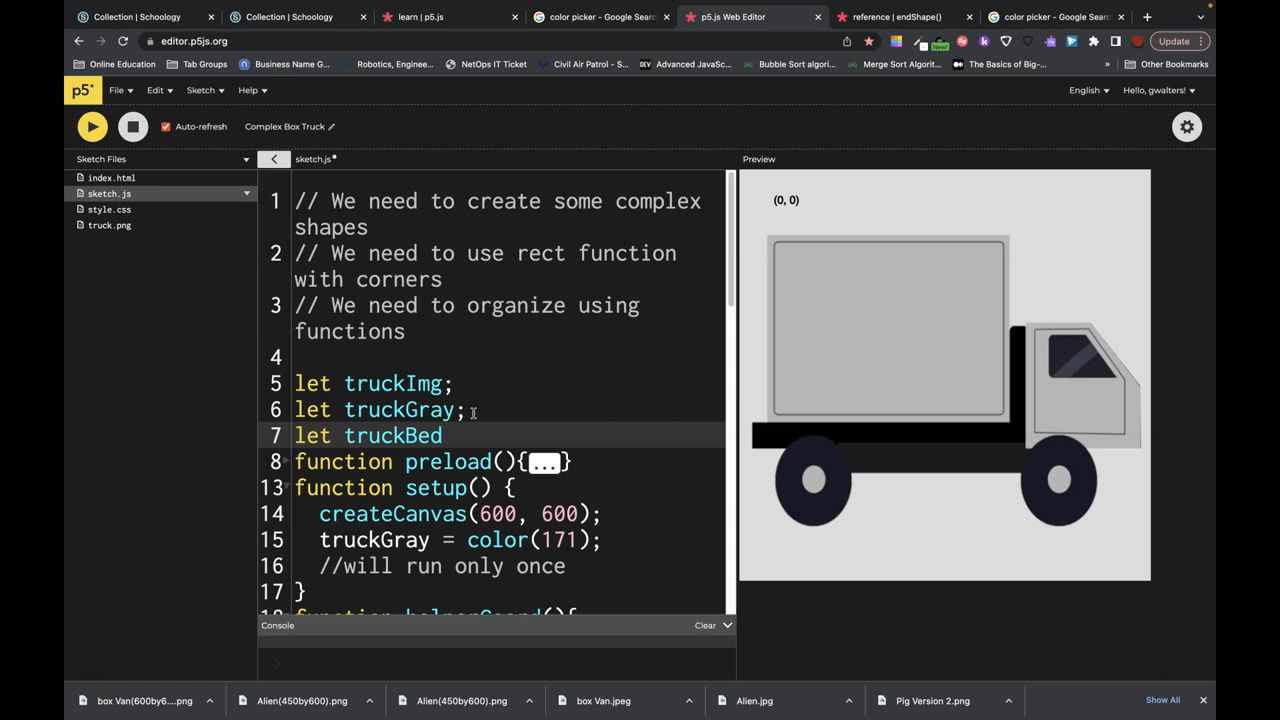 Collection | Schoology
Collection | Schoology
learn | p5.js
color picker - Google Search
p5.js Web Editor
reference | endShape()
color picker - Google Searc
editor.p5js.org
New!
Update
Online Education
Tab Groups
Business Name G...
Robotics, Enginee...
NetOps IT Ticket
Civil Air Patrol - S...
DEV
Advanced JavaSc...
Bubble Sort algori...
Merge Sort Algori...
The Basics of Big-...
»
Other Bookmarks
p5*
File
Edit
Sketch
Help
English
Hello, gwalters!
Auto-refresh
Complex Box Truck
Sketch Files
sketch.js
Preview
index.html
sketch.js
style.css
truck.png
1 // We need to create some complex
shapes
2 // We need to use rect function
with corners
3 // We need to organize using
functions
4
5 let truckImg;
6 let truckGray;
7 let truckBed
8 function preload(){...}
13 function setup() {
14 createCanvas(600, 600);
15 truckGray = color(171);
16 //will run only once
17 }
18 function helperCoord(){
(0, 0)
Console
Clear
box Van(600by6....png
Alien(450by600).png
Alien(450by600).png
box Van.jpeg
Alien.jpg
Pig Version 2.png
Show All